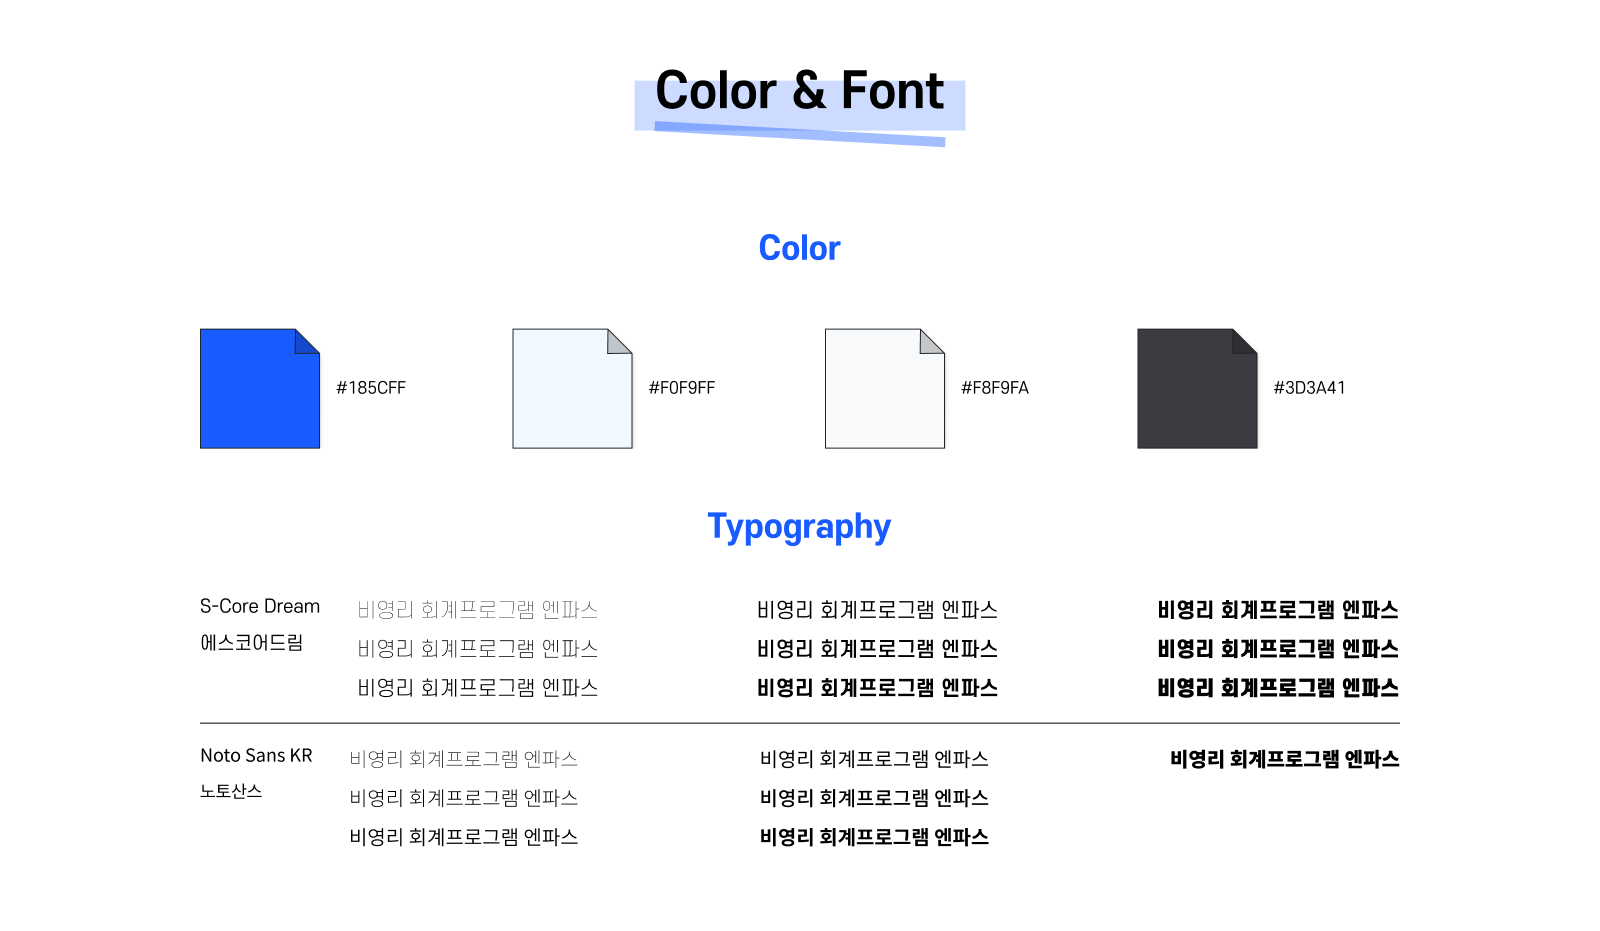 Color & Font
Color
#185CFF
#F0F9FF
#F8F9FA
#3D3A41
Typography
S-Core Dream
에스코어드림
비영리 회계프로그램 엔파스
비영리 회계프로그램 엔파스
비영리 회계프로그램 엔파스
비영리 회계프로그램 엔파스
비영리 회계프로그램 엔파스
비영리 회계프로그램 엔파스
비영리 회계프로그램 엔파스
비영리 회계프로그램 엔파스
비영리 회계프로그램 엔파스
Noto Sans KR
노토산스
비영리 회계프로그램 엔파스
비영리 회계프로그램 엔파스
비영리 회계프로그램 엔파스
비영리 회계프로그램 엔파스
비영리 회계프로그램 엔파스
비영리 회계프로그램 엔파스
비영리 회계프로그램 엔파스